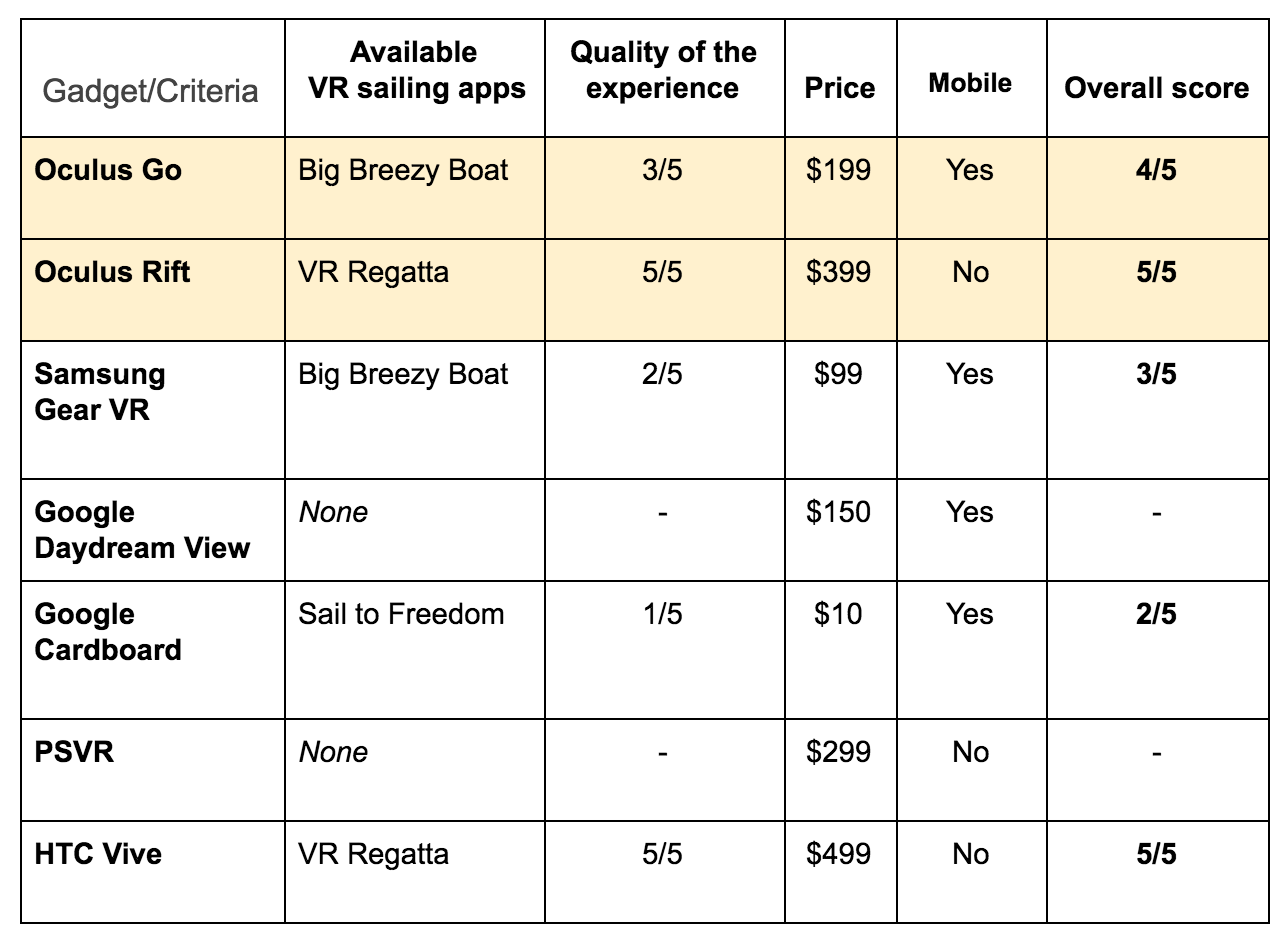 Gadget/Criteria
Available
VR sailing apps
Quality of the
experience
Price
Mobile
Overall score
Oculus Go
Big Breezy Boat
3/5
$199
Yes
4/5
Oculus Rift
VR Regatta
5/5
$399
No
5/5
Samsung
Gear VR
Big Breezy Boat
2/5
$99
Yes
3/5
Google
Daydream View
None
-
$150
Yes
-
Google
Cardboard
Sail to Freedom
1/5
$10
Yes
2/5
PSVR
None
-
$299
No
-
HTC Vive
VR Regatta
5/5
$499
No
5/5